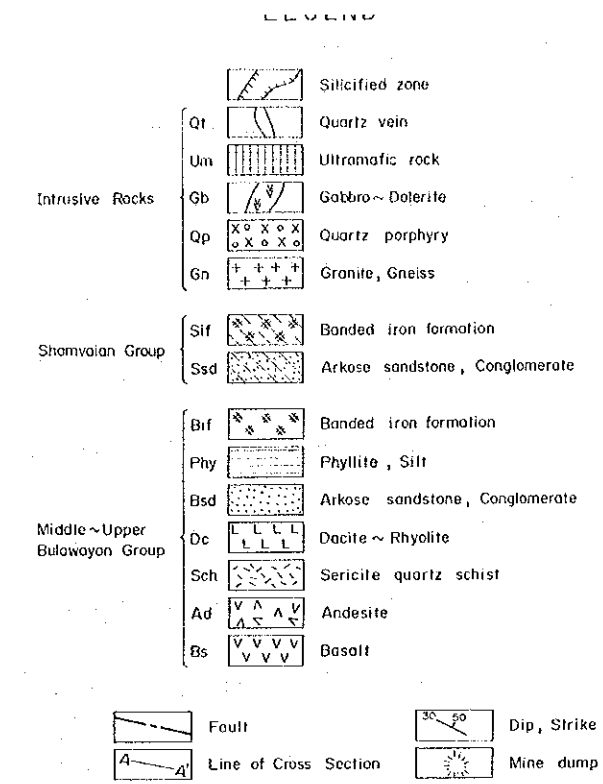 LEGEND
Silicified zone
Qt Quartz vein
Um Ultramafic rock
Intrusive Rocks Gb Gabbro ~ Dolerite
Qp Quartz porphyry
Gn Granite, Gneiss
Sif Banded iron formation
Shamvaian Group
Ssd Arkose sandstone, Conglomerate
Bif Banded iron formation
Phy Phyllite, Silt
Bsd Arkose sandstone, Conglomerate
Middle ~ Upper
Bulawayan Group
Dc Dacite ~ Rhyolite
Sch Sericite quartz schist
Ad Andesite
Bs Basalt
Fault 30 50 Dip, Strike
A A' Line of Cross Section Mine dump